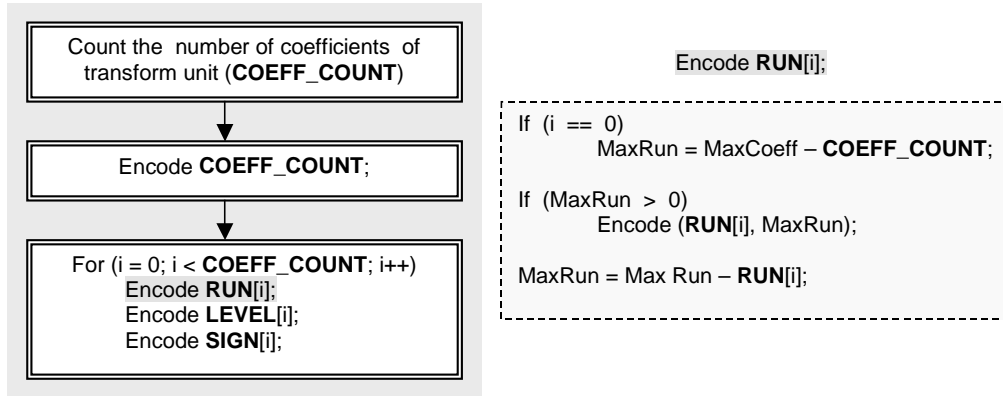 Count the number of coefficients of
transform unit (COEFF_COUNT)
Encode COEFF_COUNT;
For (i = 0; i < COEFF_COUNT; i++)
Encode RUN[i];
Encode LEVEL[i];
Encode SIGN[i];
Encode RUN[i];
If (i == 0)
MaxRun = MaxCoeff – COEFF_COUNT;
If (MaxRun > 0)
Encode (RUN[i], MaxRun);
MaxRun = Max Run – RUN[i];